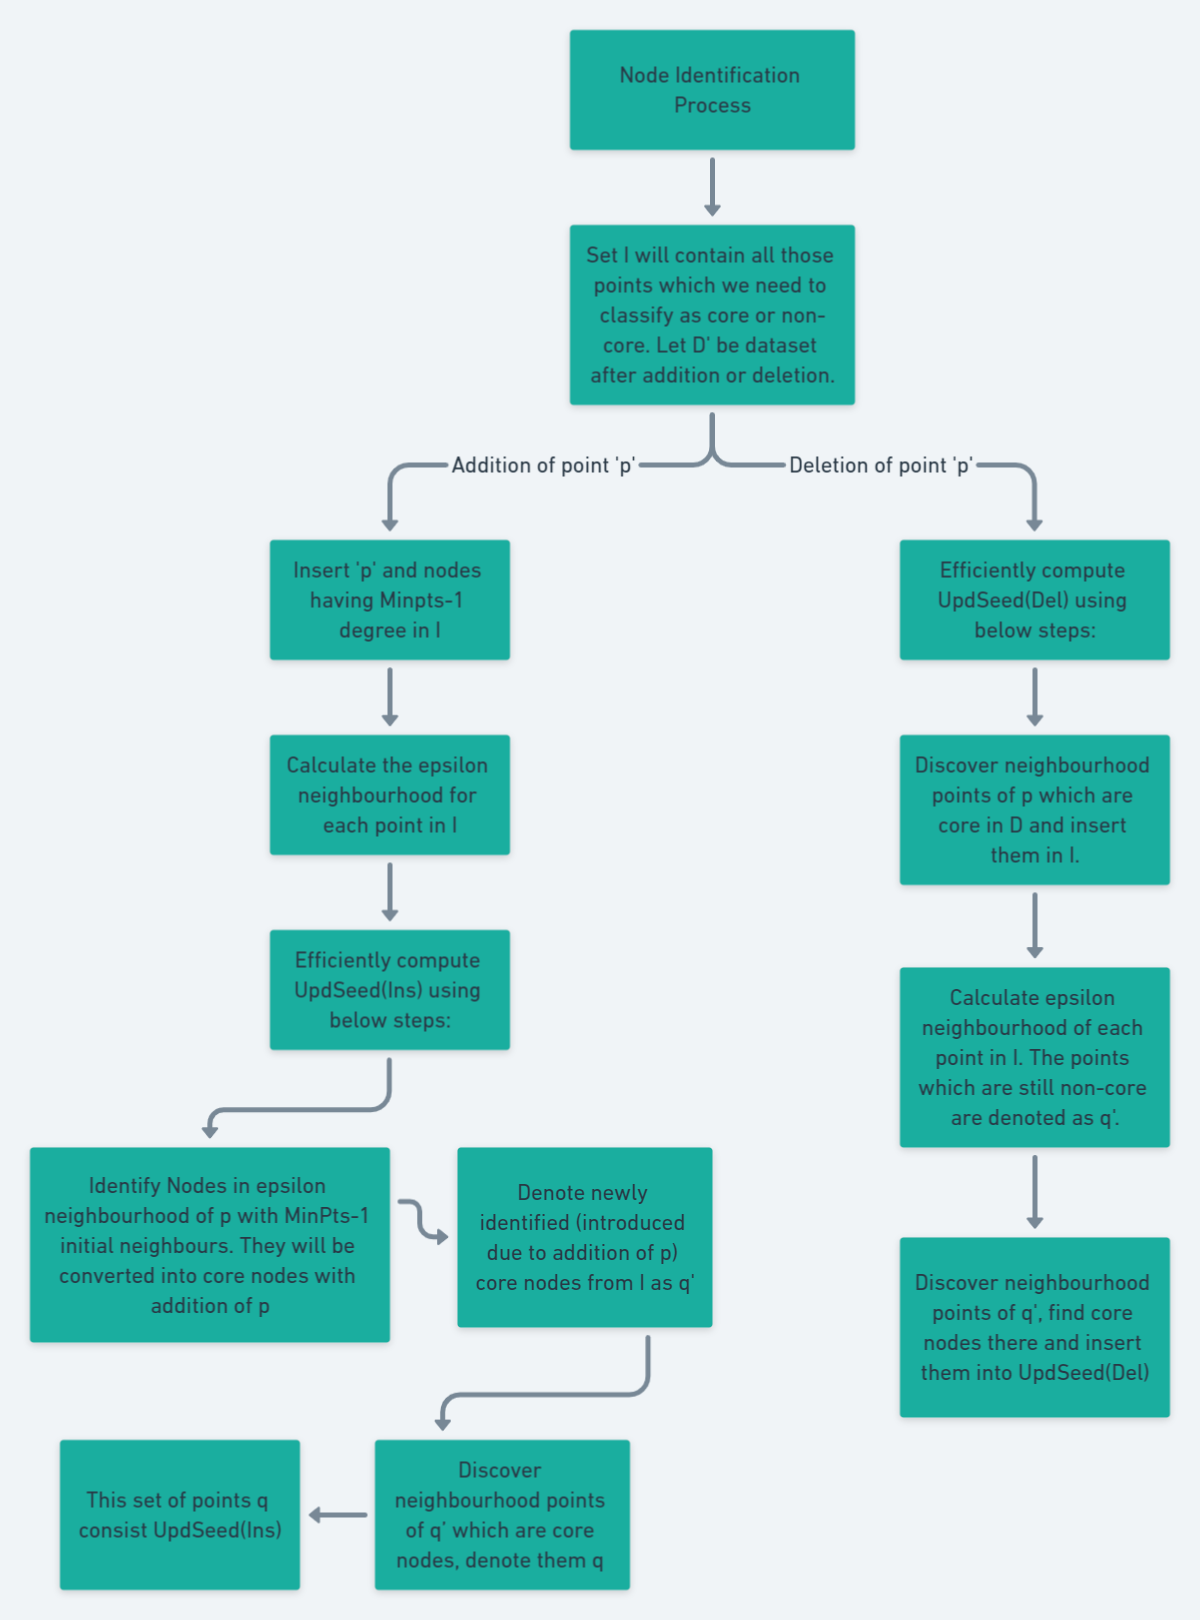 Node Identification
Process
Set I will contain all those
points which we need to
classify as core or non-
core. Let D' be dataset
after addition or deletion.
Addition of point 'p'
Deletion of point 'p'
Insert 'p' and nodes
having Minpts-1
degree in I
Calculate the epsilon
neighbourhood for
each point in I
Efficiently compute
UpdSeed(Ins) using
below steps:
Identify Nodes in epsilon
neighbourhood of p with MinPts-1
initial neighbours. They will be
converted into core nodes with
addition of p
Denote newly
identified (introduced
due to addition of p)
core nodes from I as q'
Discover
neighbourhood points
of q' which are core
nodes, denote them q
This set of points q
consist UpdSeed(Ins)
Efficiently compute
UpdSeed(Del) using
below steps:
Discover neighbourhood
points of p which are
core in D and insert
them in I.
Calculate epsilon
neighbourhood of each
point in I. The points
which are still non-core
are denoted as q'.
Discover neighbourhood
points of q', find core
nodes there and insert
them into UpdSeed(Del)